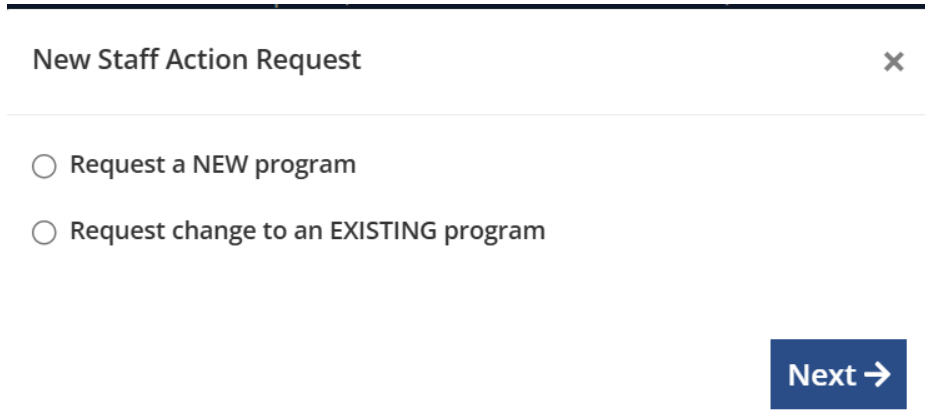 New Staff Action Request
Request a NEW program
Request change to an EXISTING program
Next